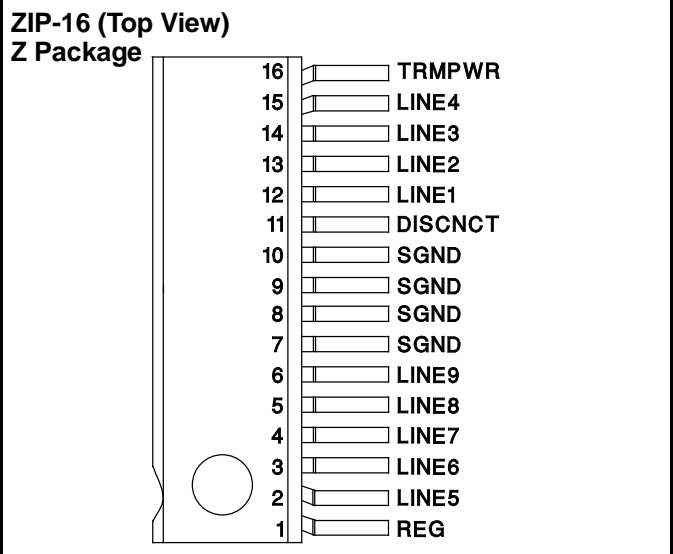 ZIP-16 (Top View)
Z Package
16 TRMPWR
15 LINE4
14 LINE3
13 LINE2
12 LINE1
11 DISCNCT
10 SGND
9 SGND
8 SGND
7 SGND
6 LINE9
5 LINE8
4 LINE7
3 LINE6
2 LINE5
1 REG